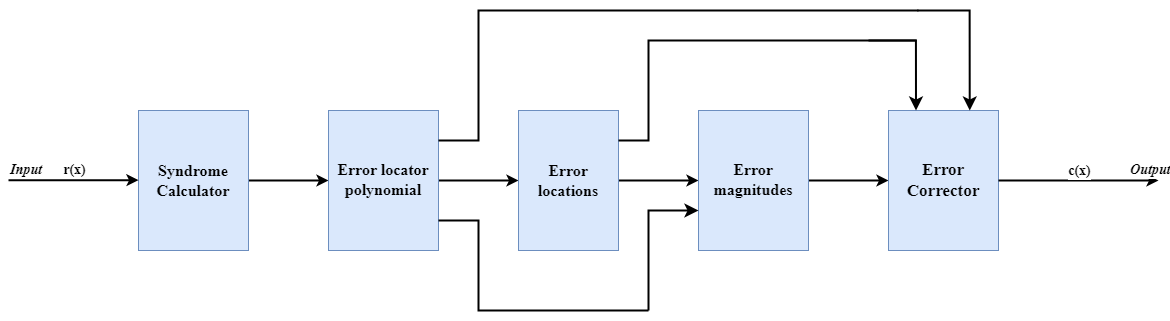 Input r(x)
Syndrome
Calculator
Error locator
polynomial
Error
locations
Error
magnitudes
Error
Corrector
c(x) Output